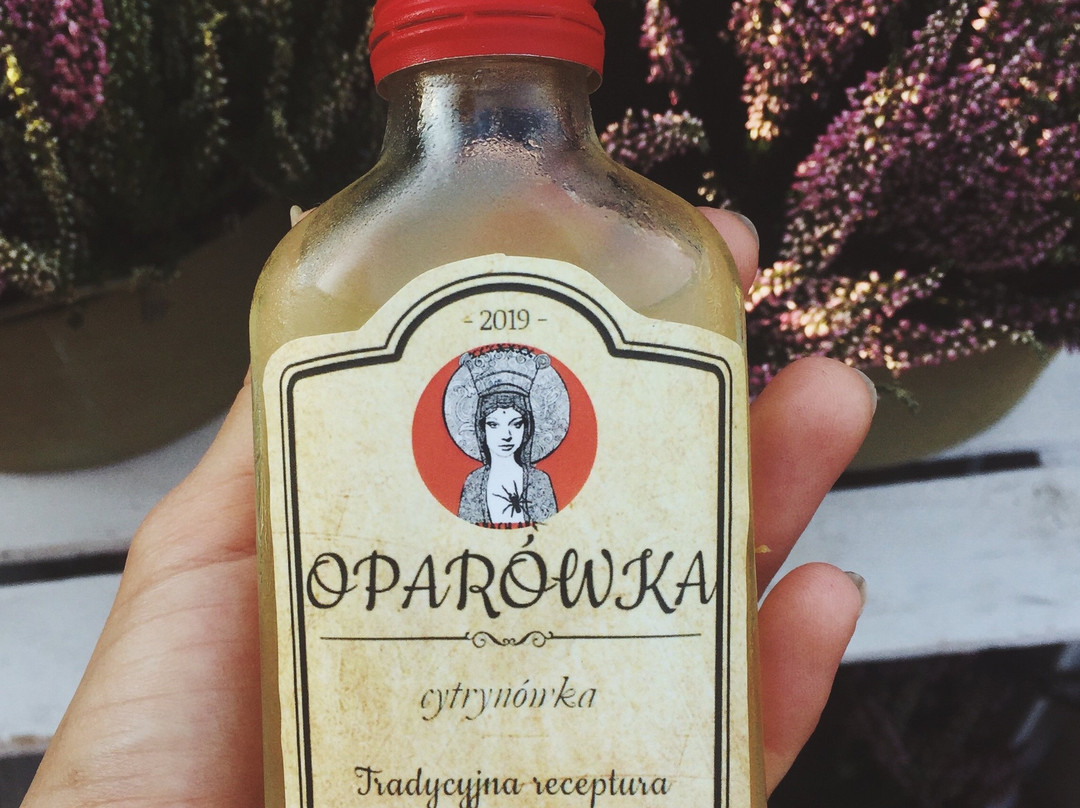 - 2019 -
OPARÓWKA
cytrynówka
Tradycyjna receptura